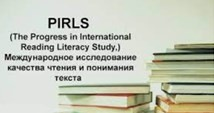 PIRLS
(The Progress in International
Reading Literacy Study,)
Международное исследование
качества чтения и понимания
текста